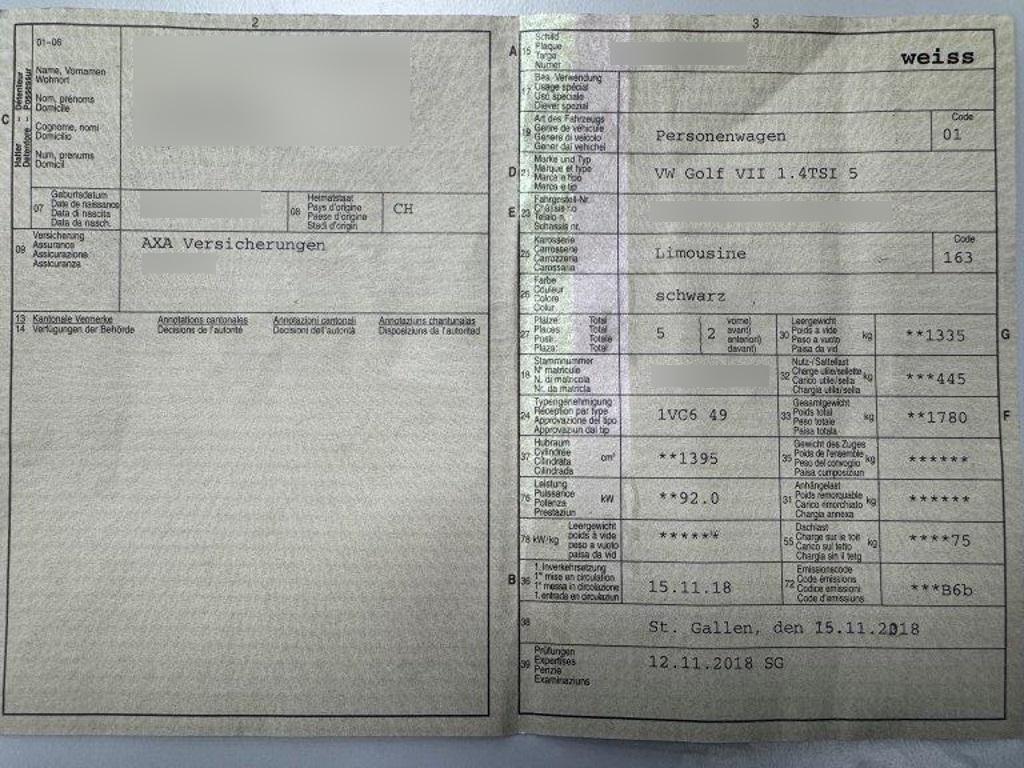 2
01-06
Name, Vornamen
Wohnort
Nom, prénoms
Domicile
Cognome, nomi
Domicilio
Num, prenums
Domicil
C
Halter – Détenteur
Detentore – Possessur
07
Geburtsdatum
Date de naissance
Data di nascita
Data da nasch.
08
Heimatstaat
Pays d'origine
Paese d'origine
Stadi d'origin
CH
09
Versicherung
Assurance
Assicurazione
Assicuranza
AXA Versicherungen
13 Kantonale Vermerke Annotations cantonales Annotazioni cantonali Annotaziuns chantunalas
14 Verfügungen der Behörde Décisions de l'autorité Decisioni dell'autorità Disposiziuns da l'autoritad
3
A
15
Schild
Plaque
Targa
Numer
weiss
17
Bes. Verwendung
Usage spécial
Uso speciale
Diever spezial
19
Art des Fahrzeugs
Genre de véhicule
Genere di veicolo
Gener dal vehichel
Personenwagen
Code
01
D
21
Marke und Typ
Marque et type
Marca e tipo
Marca e tip
VW Golf VII 1.4TSI 5
E
23
Fahrgestell-Nr.
Châssis no
Telaio n.
Schassis nr.
25
Karosserie
Carrosserie
Carrozzeria
Carossaria
Limousine
Code
163
26
Farbe
Couleur
Colore
Colur
schwarz
27
Plätze: Total
Places: Total
Posti: Totale
Plazs: Total
5
2
vorne)
avant)
anteriori)
davant)
30
Leergewicht
Poids à vide
Peso a vuoto
Paisa da vid
kg
**1335
G
18
Stammnummer
N° matricule
N. di matricola
Nr. da matricla
32
Nutz-/Sattellast
Charge utile/sellette
Carico utile/sella
Chargia utila/sella
kg
***445
24
Typengenehmigung
Réception par type
Approvazione del tipo
Approvaziun dal tip
1VC6 49
33
Gesamtgewicht
Poids total
Peso totale
Paisa totala
kg
**1780
F
37
Hubraum
Cylindrée
Cilindrata
Cilindrada
cm³
**1395
35
Gewicht des Zuges
Poids de l'ensemble
Peso del convoglio
Paisa cumposiziun
kg
******
76
Leistung
Puissance
Potenza
Prestaziun
kW
**92.0
31
Anhängelast
Poids remorquable
Carico rimorchiato
Chargia annexa
kg
******
78 kW/kg
Leergewicht
poids à vide
peso a vuoto
paisa da vid
******
55
Dachlast
Charge sur le toit
Carico sul tetto
Chargia sin il tetg
kg
****75
B
36
1. Inverkehrsetzung
1re mise en circulation
1a messa in circolazione
1. entrada en circulaziun
15.11.18
72
Emissionscode
Code émissions
Codice emissioni
Code d'emissiuns
***B6b
38
St. Gallen, den 15.11.2018
39
Prüfungen
Expertises
Perizie
Examinaziuns
12.11.2018 SG